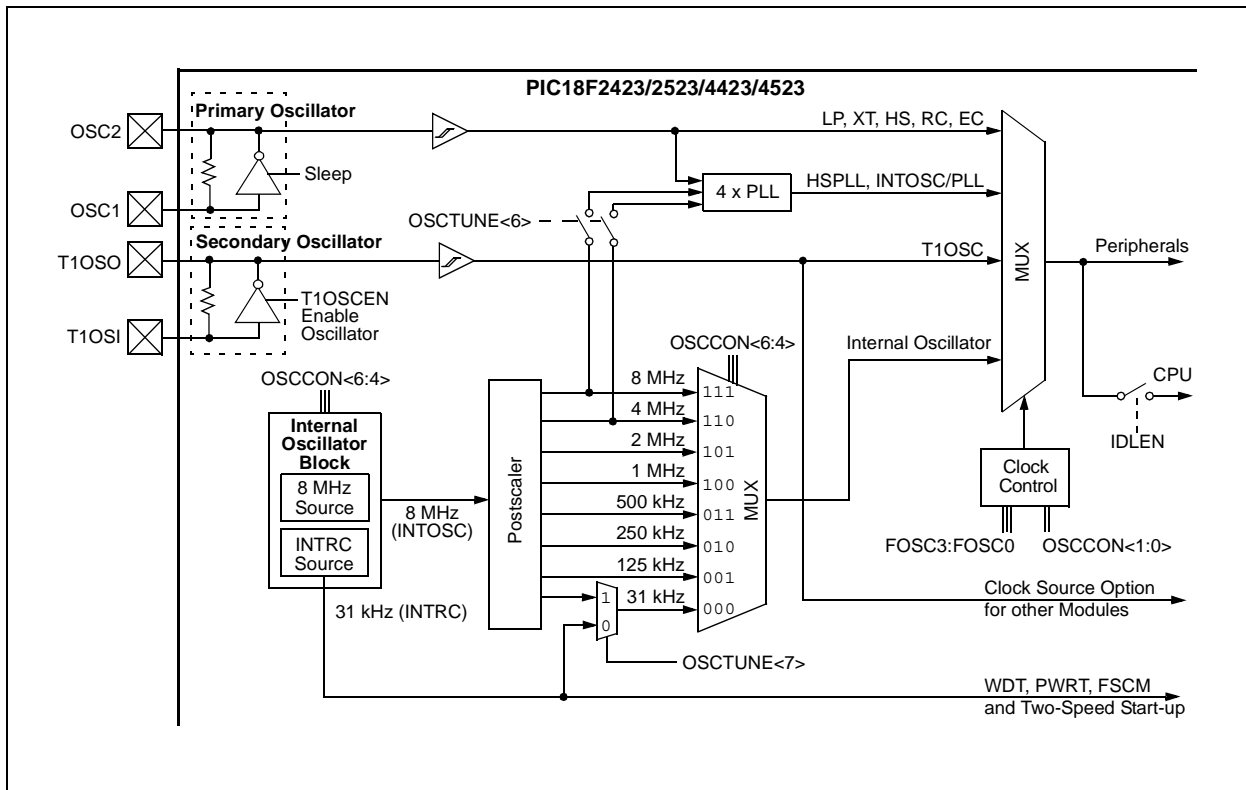 PIC18F2423/2523/4423/4523
Primary Oscillator
OSC2
OSC1
Sleep
LP, XT, HS, RC, EC
4 x PLL
HSPLL, INTOSC/PLL
OSCTUNE<6>
Secondary Oscillator
T1OSO
T1OSI
T1OSCEN
Enable
Oscillator
T1OSC
MUX
Peripherals
Internal Oscillator
CPU
IDLEN
Clock
Control
FOSC3:FOSC0
OSCCON<1:0>
OSCCON<6:4>
Internal
Oscillator
Block
8 MHz
Source
INTRC
Source
8 MHz
(INTOSC)
31 kHz (INTRC)
Postscaler
OSCCON<6:4>
8 MHz
111
4 MHz
110
2 MHz
101
1 MHz
100
500 kHz
011
250 kHz
010
125 kHz
001
31 kHz
000
MUX
1
0
OSCTUNE<7>
Clock Source Option
for other Modules
WDT, PWRT, FSCM
and Two-Speed Start-up